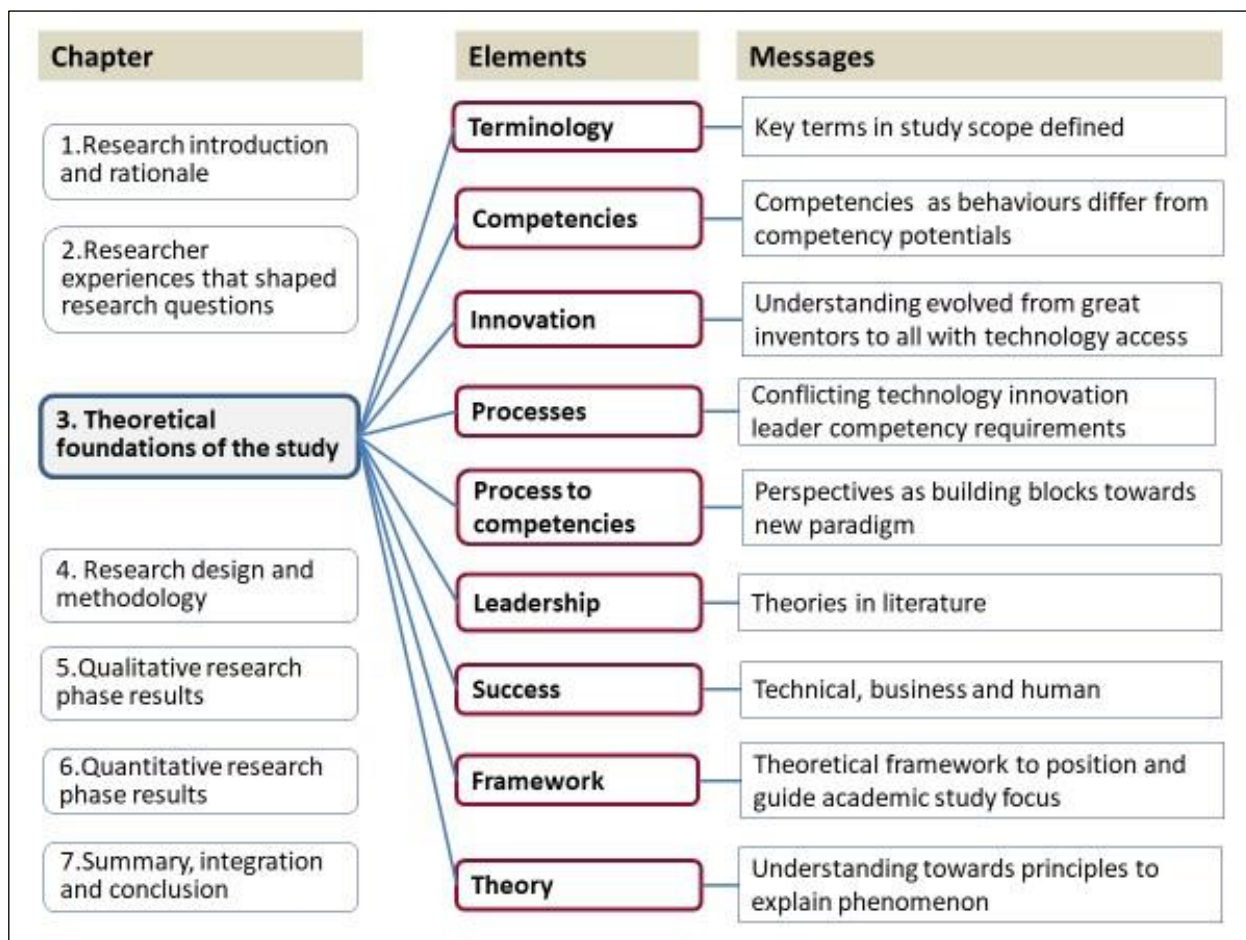 Chapter
Elements
Messages
1.Research introduction
and rationale
2.Researcher
experiences that shaped
research questions
3. Theoretical
foundations of the study
4. Research design and
methodology
5.Qualitative research
phase results
6.Quantitative research
phase results
7.Summary, integration
and conclusion
Terminology
Key terms in study scope defined
Competencies
Competencies as behaviours differ from
competency potentials
Innovation
Understanding evolved from great
inventors to all with technology access
Processes
Conflicting technology innovation
leader competency requirements
Process to
competencies
Perspectives as building blocks towards
new paradigm
Leadership
Theories in literature
Success
Technical, business and human
Framework
Theoretical framework to position and
guide academic study focus
Theory
Understanding towards principles to
explain phenomenon